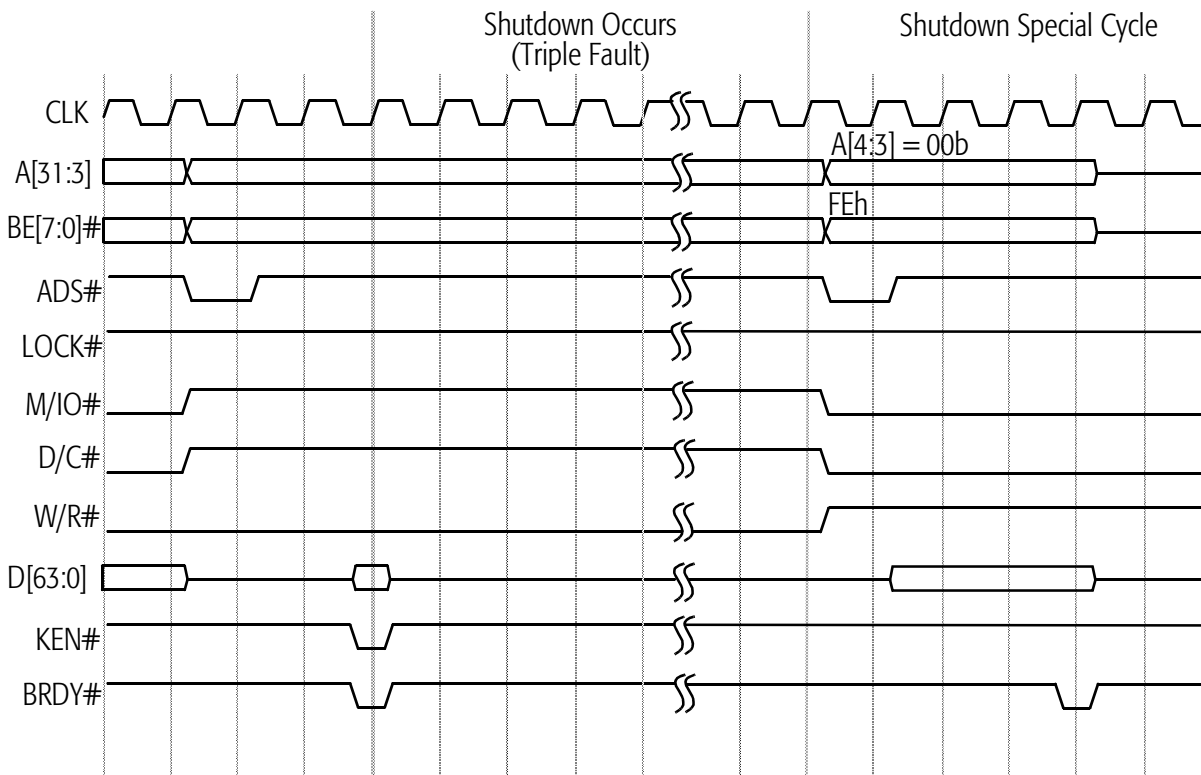 Shutdown Occurs
(Triple Fault)
Shutdown Special Cycle
CLK
A[4:3] = 00b
A[31:3]
FEh
BE[7:0]#
ADS#
LOCK#
M/IO#
D/C#
W/R#
D[63:0]
KEN#
BRDY#